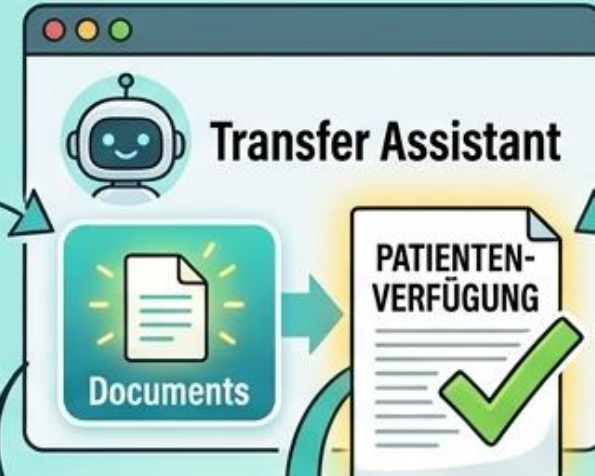 Transfer Assistant
Documents
PATIENTEN-
VERFÜGUNG